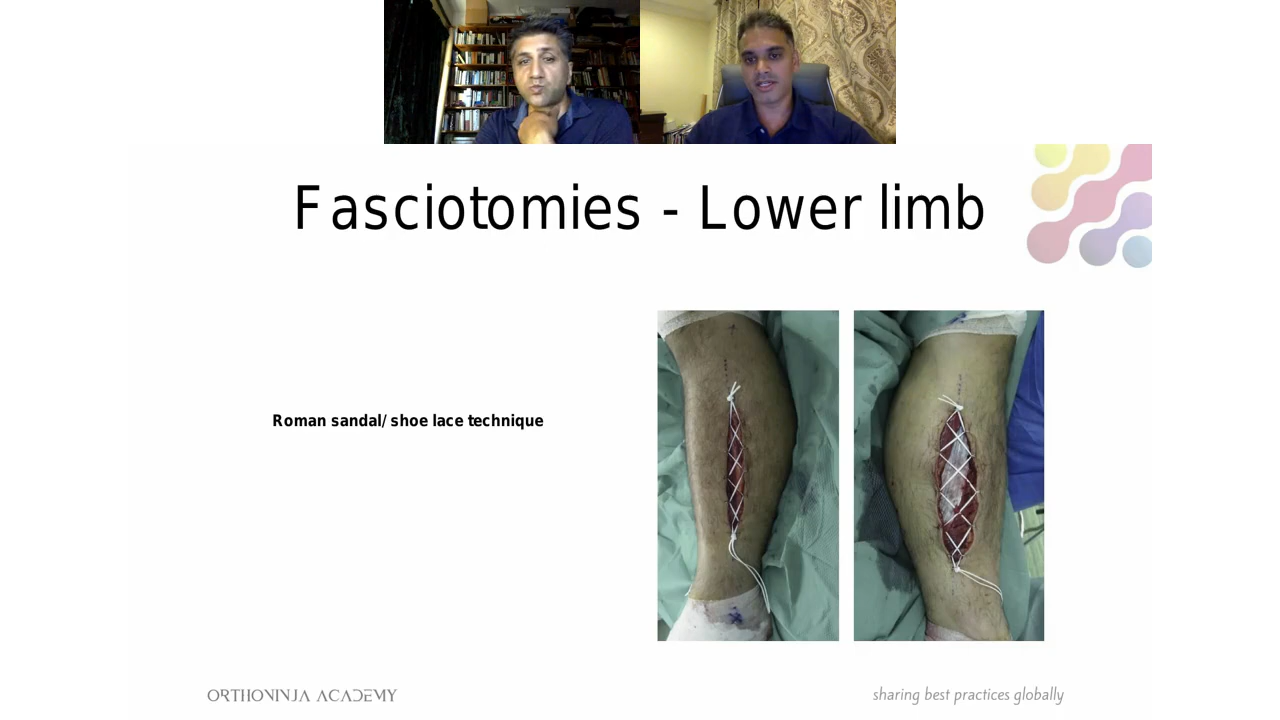 Fasciotomies - Lower limb
Roman sandal/ shoe lace technique
ORTHONINJA ACADEMY
sharing best practices globally